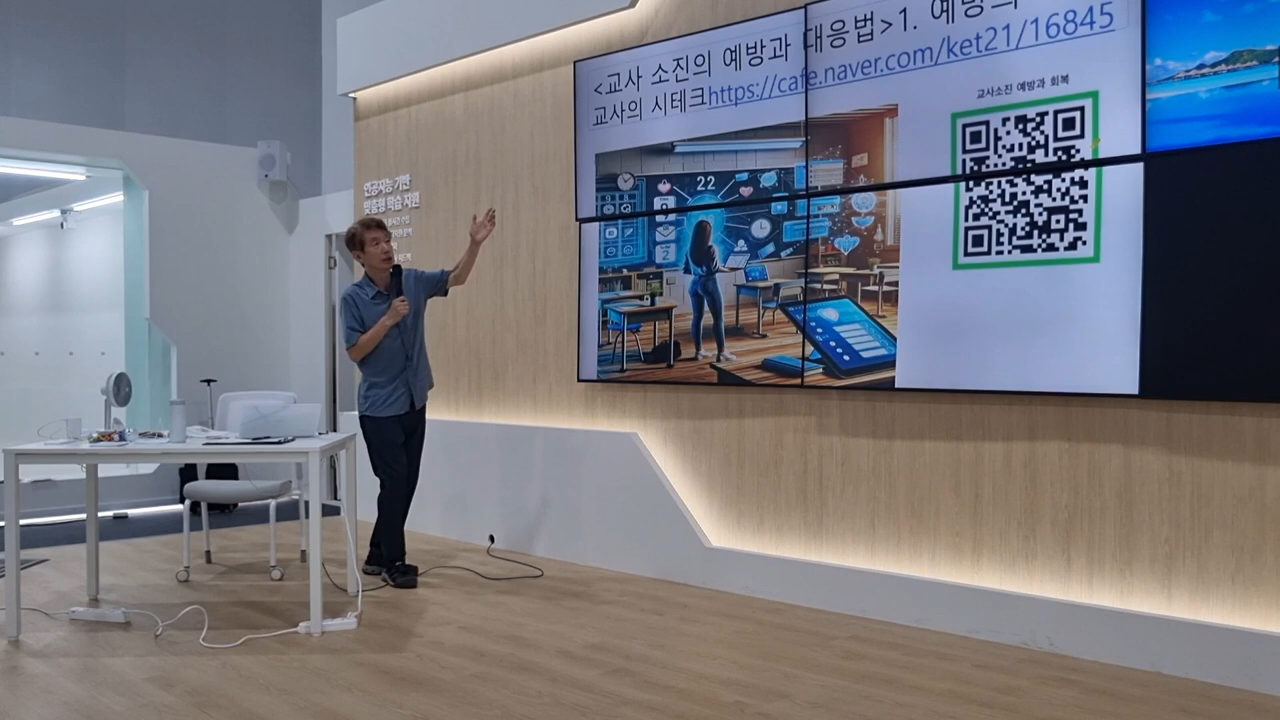 <교사 소진의 예방과 대응법>1. 예방의
교사의 시테크https://cafe.naver.com/ket21/16845
교사소진 예방과 회복
22
2
인공지능 기반
맞춤형 학습 지원